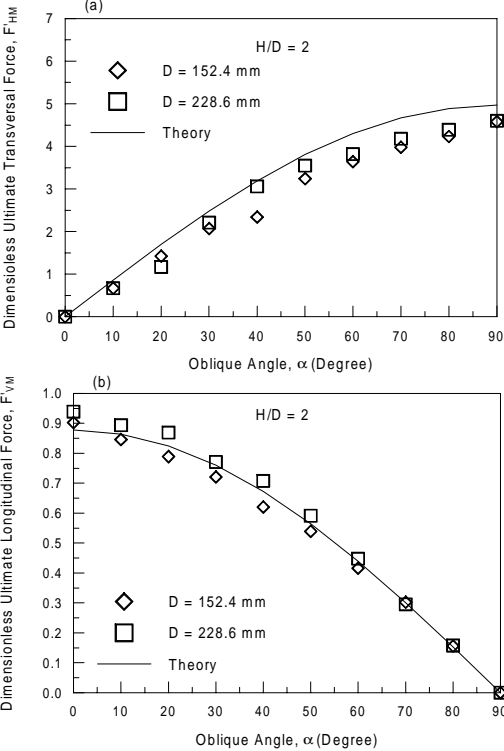 (a)
Dimensioless Ultimate Transversal Force, F'HM
7
6
5
4
3
2
1
0
H/D = 2
D = 152.4 mm
D = 228.6 mm
Theory
0 10 20 30 40 50 60 70 80 90
Oblique Angle, α (Degree)
(b)
Dimensionless Ultimate Longitudinal Force, F'VM
1.0
0.9
0.8
0.7
0.6
0.5
0.4
0.3
0.2
0.1
0.0
H/D = 2
D = 152.4 mm
D = 228.6 mm
Theory
0 10 20 30 40 50 60 70 80 90
Oblique Angle, α (Degree)